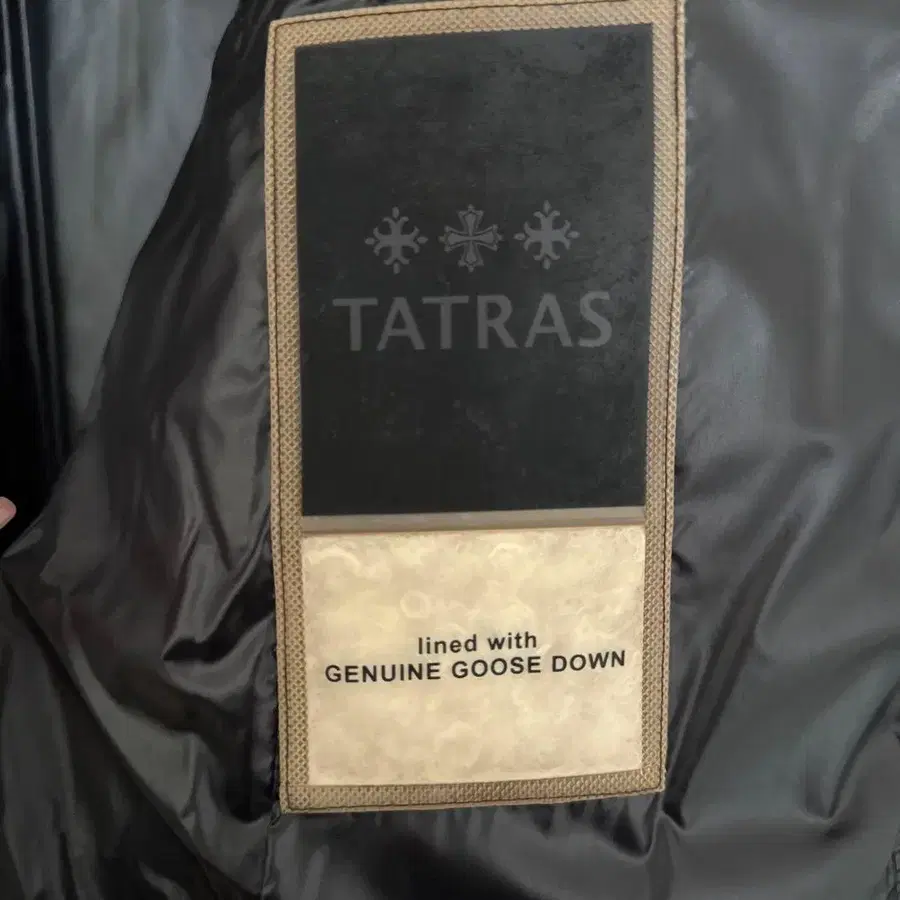 TATRAS
lined with
GENUINE GOOSE DOWN